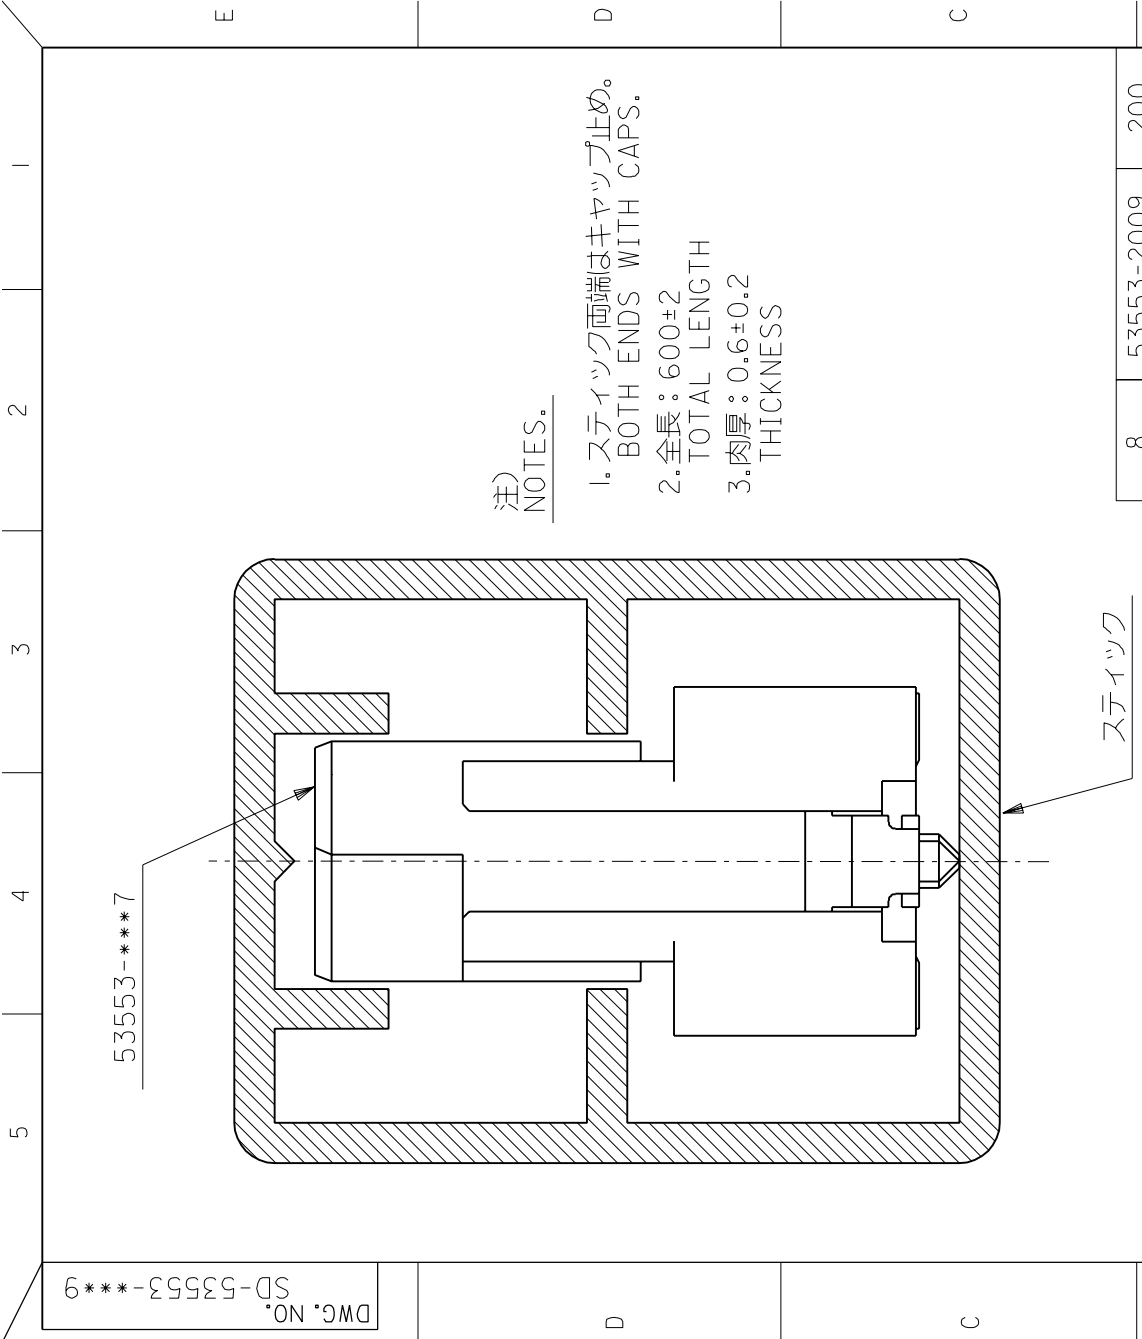 E
D
C
1
2
3
4
5
注)
NOTES.
1. スティック両端はキャップ止め。
BOTH ENDS WITH CAPS.
2. 全長：600±2
TOTAL LENGTH
3. 肉厚：0.6±0.2
THICKNESS
8 53553-2009 200
53553-***7
スティック
DWG. NO.
SD-53553-***9
D
C